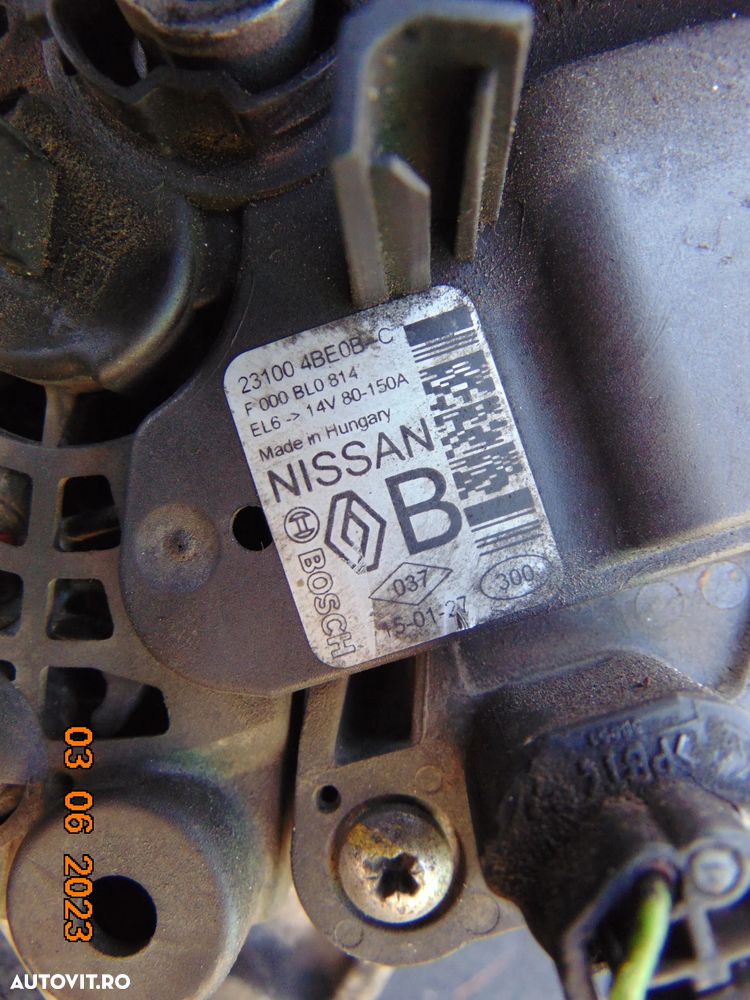 23100 4BE0B-C
F 000 BL0 814
EL6 -> 14V 80-150A
Made in Hungary
NISSAN
B
BOSCH
037
300
15-01-27
03 06 2023
AUTOVIT.RO